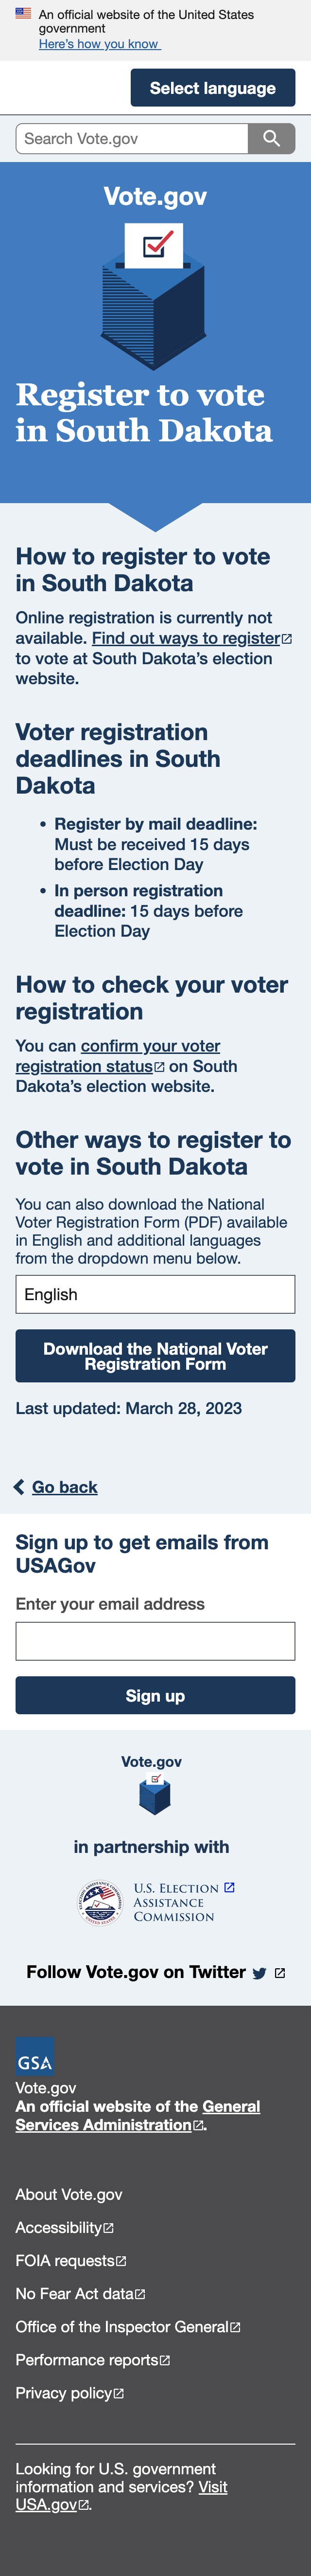 An official website of the United States
government
Here's how you know
Select language
Search Vote.gov
Vote.gov
Register to vote
in South Dakota
How to register to vote
in South Dakota
Online registration is currently not
available. Find out ways to register
to vote at South Dakota's election
website.
Voter registration
deadlines in South
Dakota
• Register by mail deadline:
Must be received 15 days
before Election Day
• In person registration
deadline: 15 days before
Election Day
How to check your voter
registration
You can confirm your voter
registration status on South
Dakota's election website.
Other ways to register to
vote in South Dakota
You can also download the National
Voter Registration Form (PDF) available
in English and additional languages
from the dropdown menu below.
English
Download the National Voter
Registration Form
Last updated: March 28, 2023
Go back
Sign up to get emails from
USAGov
Enter your email address
Sign up
Vote.gov
in partnership with
U.S. Election
Assistance
Commission
Follow Vote.gov on Twitter
GSA
Vote.gov
An official website of the General
Services Administration.
About Vote.gov
Accessibility
FOIA requests
No Fear Act data
Office of the Inspector General
Performance reports
Privacy policy
Looking for U.S. government
information and services? Visit
USA.gov.